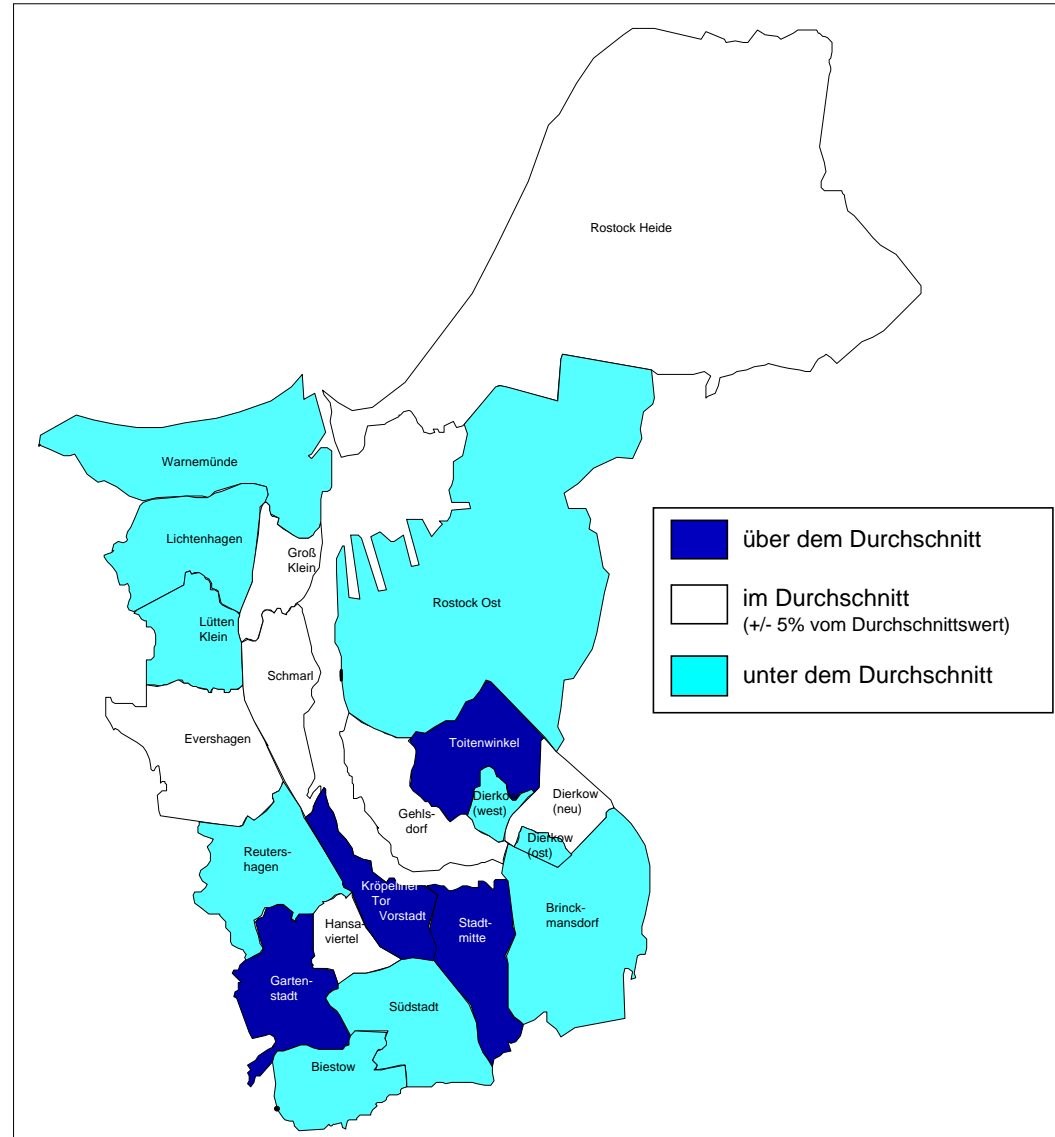 Rostock Heide
Warnemünde
Lichtenhagen
Groß
Klein
Lütten
Klein
Rostock Ost
Schmarl
Evershagen
Toitenwinkel
Dierkow
(west)
Dierkow
(neu)
Gehls-
dorf
Dierkow
(ost)
Reuters-
hagen
Kröpeliner
Tor
Vorstadt
Hansa-
viertel
Stadt-
mitte
Brinck-
mansdorf
Garten-
stadt
Südstadt
Biestow
über dem Durchschnitt
im Durchschnitt
(+/- 5% vom Durchschnittswert)
unter dem Durchschnitt